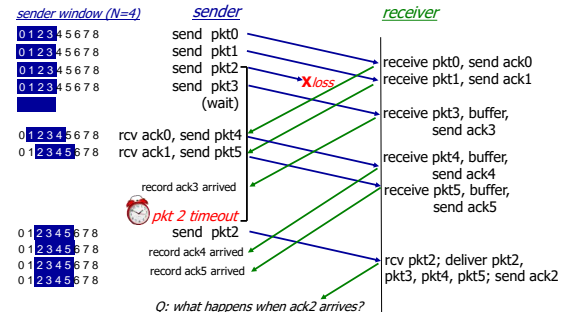 sender window (N=4)
sender
receiver
0 1 2 3 4 5 6 7 8
send pkt0
0 1 2 3 4 5 6 7 8
send pkt1
0 1 2 3 4 5 6 7 8
send pkt2
0 1 2 3 4 5 6 7 8
send pkt3
(wait)
X loss
receive pkt0, send ack0
receive pkt1, send ack1
receive pkt3, buffer,
send ack3
0 1 2 3 4 5 6 7 8
rcv ack0, send pkt4
0 1 2 3 4 5 6 7 8
rcv ack1, send pkt5
receive pkt4, buffer,
send ack4
record ack3 arrived
receive pkt5, buffer,
send ack5
pkt 2 timeout
0 1 2 3 4 5 6 7 8
send pkt2
0 1 2 3 4 5 6 7 8
record ack4 arrived
0 1 2 3 4 5 6 7 8
record ack5 arrived
0 1 2 3 4 5 6 7 8
rcv pkt2; deliver pkt2,
pkt3, pkt4, pkt5; send ack2
Q: what happens when ack2 arrives?